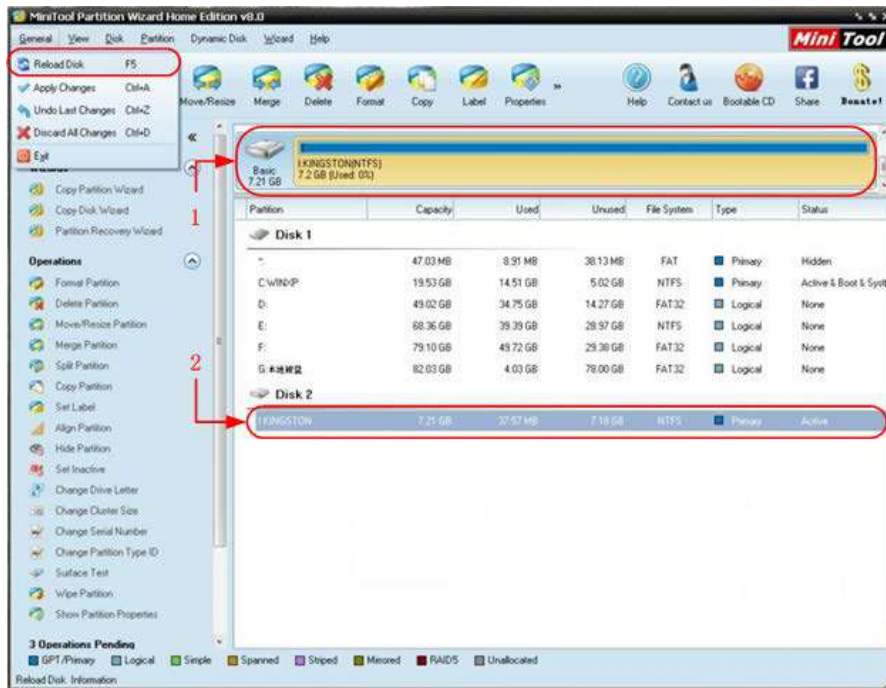 MiniTool Partition Wizard Home Edition v8.0
General View Disk Partition Dynamic Disk Wizard Help
Mini Tool
Reload Disk F5
Apply Changes Ctrl+A
Undo Last Changes Ctrl+Z
Discard All Changes Ctrl+D
Exit
Move/Resize Merge Delete Format Copy Label Properties » Help Contact us Bootable CD Share Donate!
«
1
Basic
7.21 GB
I:KINGSTON(NTFS)
7.2 GB (Used: 0%)
Copy Partition Wizard
Copy Disk Wizard
Partition Recovery Wizard
Operations
Format Partition
Delete Partition
Move/Resize Partition
Merge Partition
Split Partition
Copy Partition
Set Label
Align Partition
Hide Partition
Set Inactive
Change Drive Letter
Change Cluster Size
Change Serial Number
Change Partition Type ID
Surface Test
Wipe Partition
Show Partition Properties
3 Operations Pending
2
Partition Capacity Used Unused File System Type Status
Disk 1
*: 47.03 MB 8.91 MB 38.13 MB FAT Primary Hidden
C:WINXP 19.53 GB 14.51 GB 5.02 GB NTFS Primary Active & Boot & Syst
D: 49.02 GB 34.75 GB 14.27 GB FAT32 Logical None
E: 68.36 GB 39.39 GB 28.97 GB NTFS Logical None
F: 79.10 GB 49.72 GB 29.38 GB FAT32 Logical None
G:本地磁盘 82.03 GB 4.03 GB 78.00 GB FAT32 Logical None
Disk 2
I:KINGSTON 7.21 GB 37.57 MB 7.18 GB NTFS Primary Active
GPT/Primary Logical Simple Spanned Striped Mirrored RAID5 Unallocated
Reload Disk Information